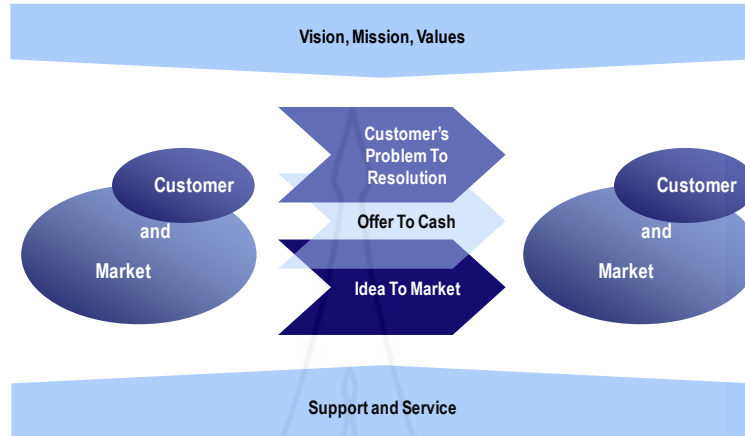 Vision, Mission, Values
Customer's
Problem To
Resolution
Customer
and
Market
Offer To Cash
Idea To Market
Customer
and
Market
Support and Service